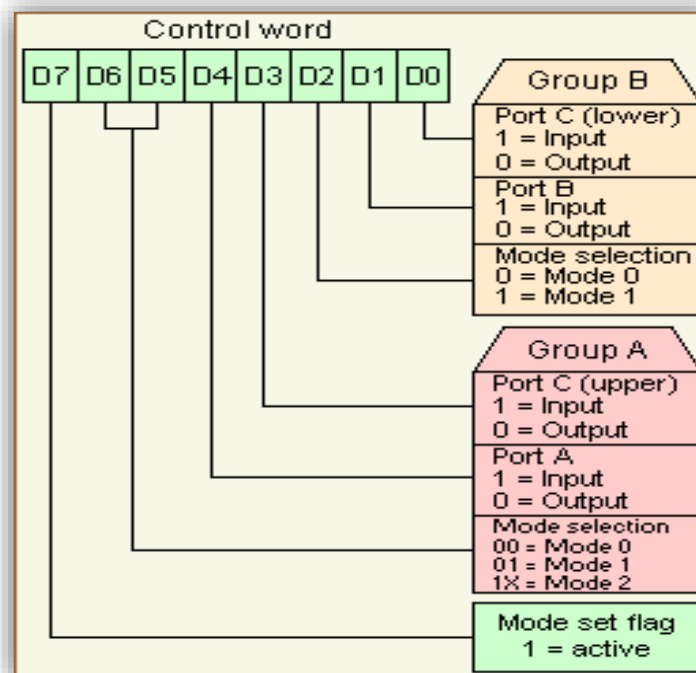 Control word
D7 D6 D5 D4 D3 D2 D1 D0
Group B
Port C (lower)
1 = Input
0 = Output
Port B
1 = Input
0 = Output
Mode selection
0 = Mode 0
1 = Mode 1
Group A
Port C (upper)
1 = Input
0 = Output
Port A
1 = Input
0 = Output
Mode selection
00 = Mode 0
01 = Mode 1
1X = Mode 2
Mode set flag
1 = active